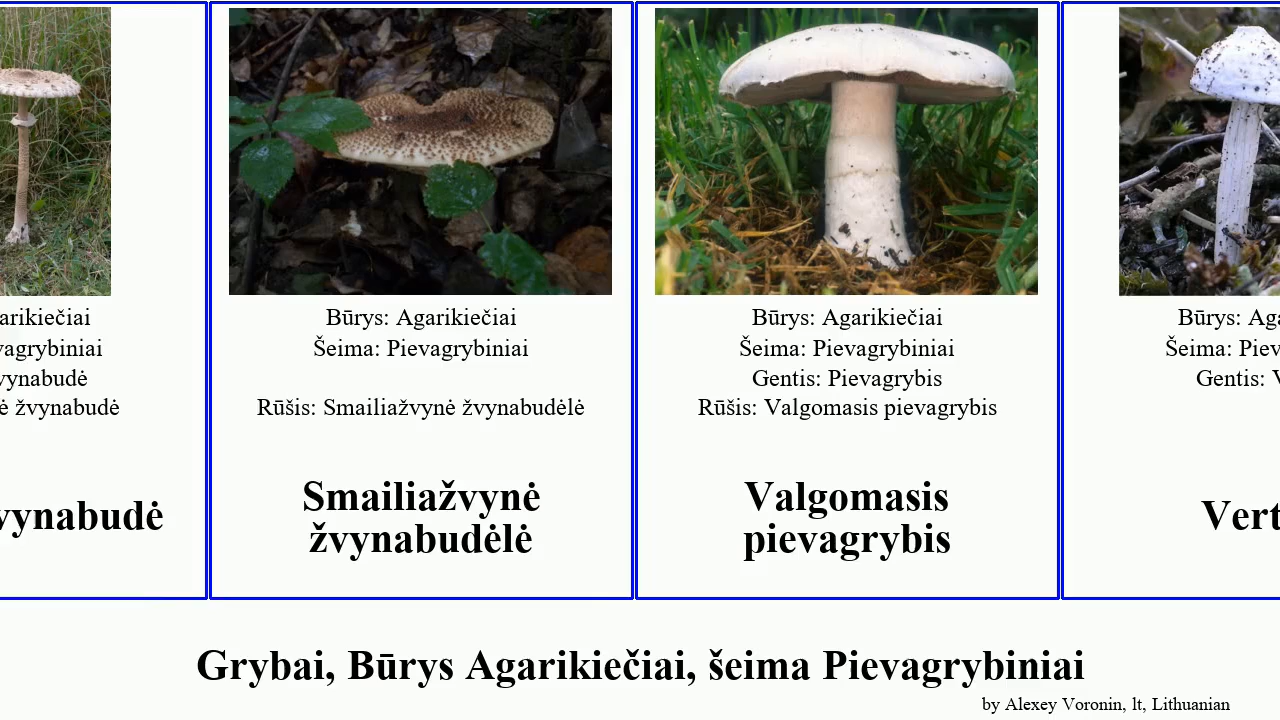 arikiečiai
vagrybiniai
vynabudė
ė žvynabudė
vynabudė
Būrys: Agarikiečiai
Šeima: Pievagrybiniai
Rūšis: Smailiažvynė žvynabudėlė
Smailiažvynė
žvynabudėlė
Būrys: Agarikiečiai
Šeima: Pievagrybiniai
Gentis: Pievagrybis
Rūšis: Valgomasis pievagrybis
Valgomasis
pievagrybis
Būrys: Aga
Šeima: Piev
Gentis: V
Vert
Grybai, Būrys Agarikiečiai, šeima Pievagrybiniai
by Alexey Voronin, lt, Lithuanian